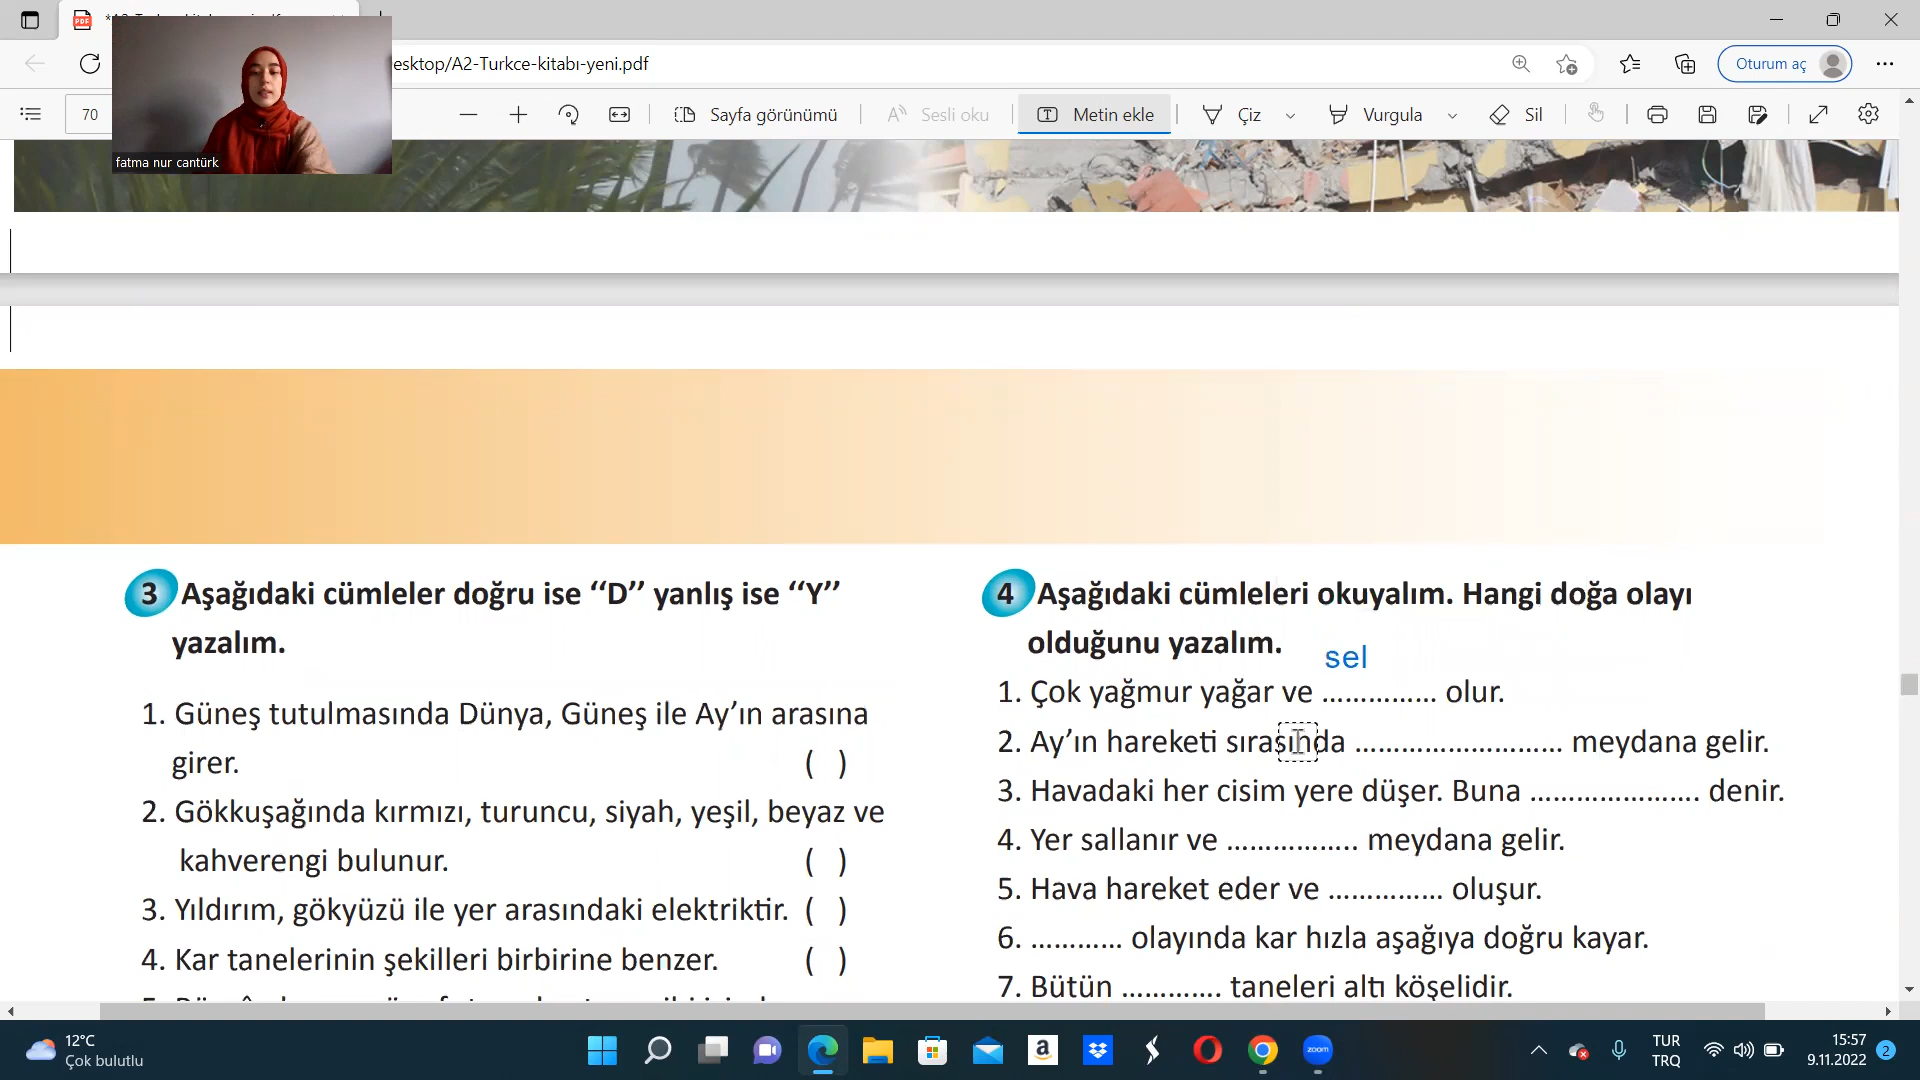 esktop/A2-Turkce-kitabı-yeni.pdf
Oturum aç
70
Sayfa görünümü
Sesli oku
Metin ekle
Çiz
Vurgula
Sil
fatma nur cantürk
3 Aşağıdaki cümleler doğru ise ‘‘D’’ yanlış ise ‘‘Y’’
yazalım.
1. Güneş tutulmasında Dünya, Güneş ile Ay’ın arasına
girer. ( )
2. Gökkuşağında kırmızı, turuncu, siyah, yeşil, beyaz ve
kahverengi bulunur. ( )
3. Yıldırım, gökyüzü ile yer arasındaki elektriktir. ( )
4. Kar tanelerinin şekilleri birbirine benzer. ( )
4 Aşağıdaki cümleleri okuyalım. Hangi doğa olayı
olduğunu yazalım.
sel
1. Çok yağmur yağar ve .............. olur.
2. Ay’ın hareketi sırasında .......................... meydana gelir.
3. Havadaki her cisim yere düşer. Buna ...................... denir.
4. Yer sallanır ve ................. meydana gelir.
5. Hava hareket eder ve ............... oluşur.
6. ............ olayında kar hızla aşağıya doğru kayar.
7. Bütün ............. taneleri altı köşelidir.
12°C
Çok bulutlu
zoom
TUR
TRQ
15:57
9.11.2022
2